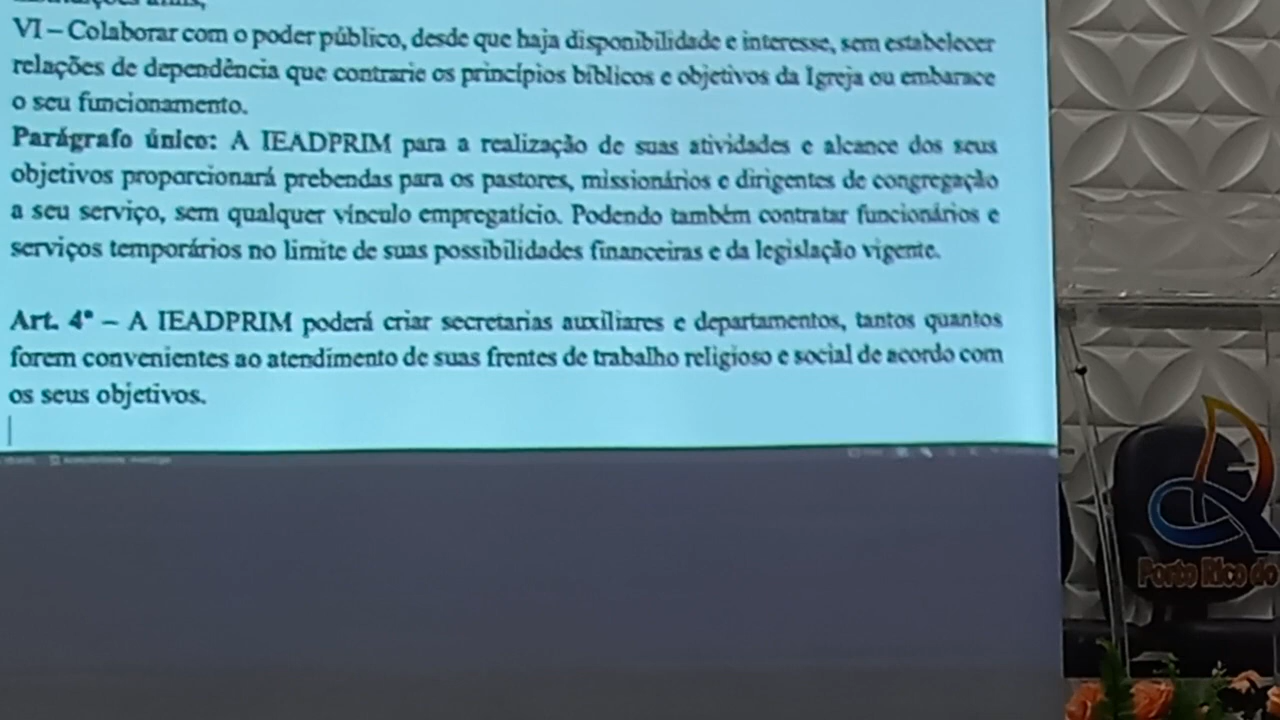 VI – Colaborar com o poder público, desde que haja disponibilidade e interesse, sem estabelecer
relações de dependência que contrarie os princípios bíblicos e objetivos da Igreja ou embarace
o seu funcionamento.
Parágrafo único: A IEADPRIM para a realização de suas atividades e alcance dos seus
objetivos proporcionará prebendas para os pastores, missionários e dirigentes de congregação
a seu serviço, sem qualquer vínculo empregatício. Podendo também contratar funcionários e
serviços temporários no limite de suas possibilidades financeiras e da legislação vigente.
Art. 4º – A IEADPRIM poderá criar secretarias auxiliares e departamentos, tantos quantos
forem convenientes ao atendimento de suas frentes de trabalho religioso e social de acordo com
os seus objetivos.
Porto Rico do